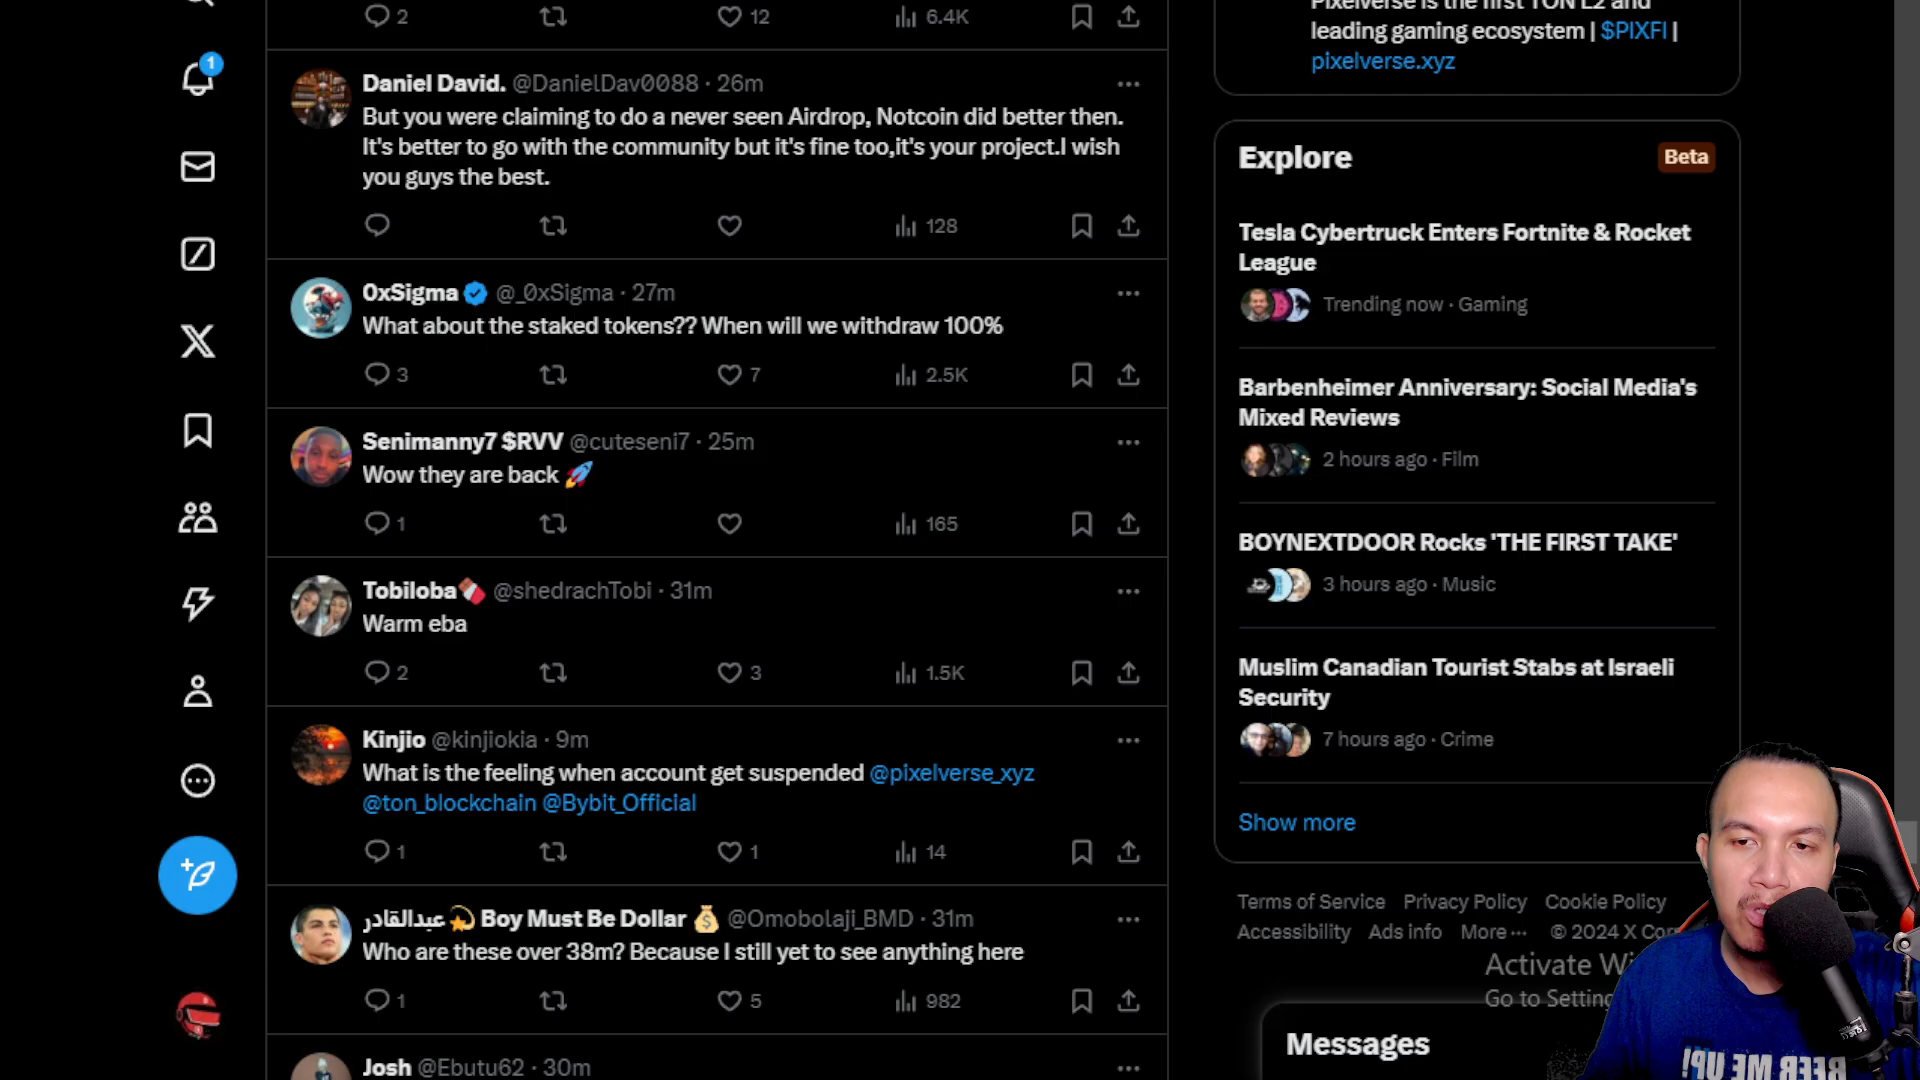 2 12 6.4K
Daniel David. @DanielDav0088 · 26m
But you were claiming to do a never seen Airdrop, Notcoin did better then.
It's better to go with the community but it's fine too,it's your project.I wish
you guys the best.
128
0xSigma @_0xSigma · 27m
What about the staked tokens?? When will we withdraw 100%
3 7 2.5K
Senimanny7 $RVV @cuteseni7 · 25m
Wow they are back 🚀
1 165
Tobiloba🍫 @shedrachTobi · 31m
Warm eba
2 3 1.5K
Kinjio @kinjiokia · 9m
What is the feeling when account get suspended @pixelverse_xyz
@ton_blockchain @Bybit_Official
1 1 14
عبدالقادر 💫 Boy Must Be Dollar 💰 @Omobolaji_BMD · 31m
Who are these over 38m? Because I still yet to see anything here
1 5 982
Josh @Ebutu62 · 30m
1
Pixelverse is the first TON L2 and
leading gaming ecosystem | $PIXFI |
pixelverse.xyz
Explore Beta
Tesla Cybertruck Enters Fortnite & Rocket
League
Trending now · Gaming
Barbenheimer Anniversary: Social Media's
Mixed Reviews
2 hours ago · Film
BOYNEXTDOOR Rocks 'THE FIRST TAKE'
3 hours ago · Music
Muslim Canadian Tourist Stabs at Israeli
Security
7 hours ago · Crime
Show more
Terms of Service Privacy Policy Cookie Policy
Accessibility Ads info More ··· © 2024 X Cor
Activate Wi
Go to Setting
Messages
BEER ME UP!